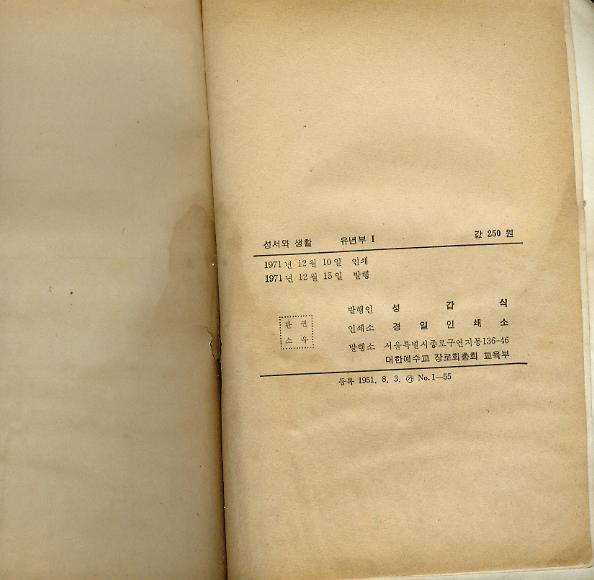 성서와 생활 유년부 I 값 250 원
1971년 12월 10일 인쇄
1971년 12월 15일 발행
발행인 성 갑 식
판 권
소 우
인쇄소 경 일 인 쇄 소
발행소 서울특별시종로구연지동136-46
대한예수교 장로회총회 교육부
등록 1951. 8. 3. ㉮ No. 1—55